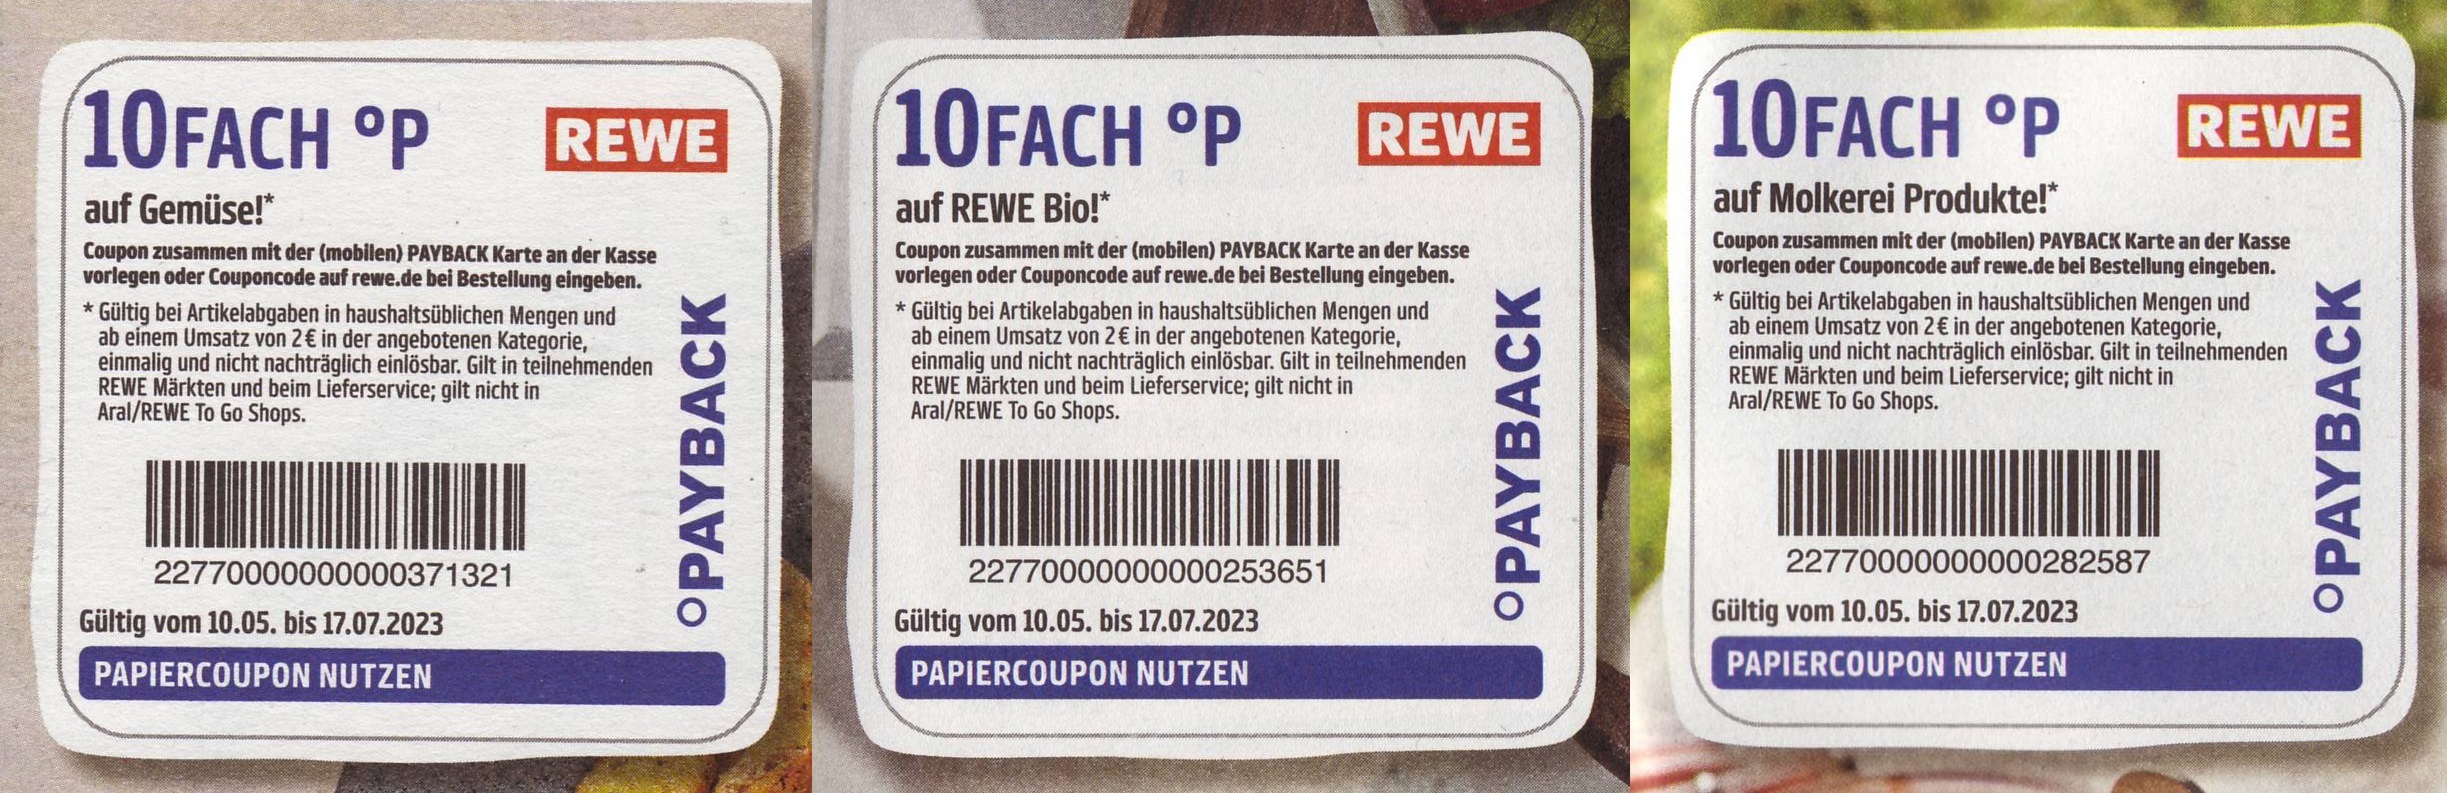 10FACH °P
REWE
auf Gemüse!*
Coupon zusammen mit der (mobilen) PAYBACK Karte an der Kasse
vorlegen oder Couponcode auf rewe.de bei Bestellung eingeben.
* Gültig bei Artikelabgaben in haushaltsüblichen Mengen und
ab einem Umsatz von 2€ in der angebotenen Kategorie,
einmalig und nicht nachträglich einlösbar. Gilt in teilnehmenden
REWE Märkten und beim Lieferservice; gilt nicht in
Aral/REWE To Go Shops.
22770000000000371321
Gültig vom 10.05. bis 17.07.2023
PAPIERCOUPON NUTZEN
PAYBACK
10FACH °P
REWE
auf REWE Bio!*
Coupon zusammen mit der (mobilen) PAYBACK Karte an der Kasse
vorlegen oder Couponcode auf rewe.de bei Bestellung eingeben.
* Gültig bei Artikelabgaben in haushaltsüblichen Mengen und
ab einem Umsatz von 2€ in der angebotenen Kategorie,
einmalig und nicht nachträglich einlösbar. Gilt in teilnehmenden
REWE Märkten und beim Lieferservice; gilt nicht in
Aral/REWE To Go Shops.
22770000000000253651
Gültig vom 10.05. bis 17.07.2023
PAPIERCOUPON NUTZEN
PAYBACK
10FACH °P
REWE
auf Molkerei Produkte!*
Coupon zusammen mit der (mobilen) PAYBACK Karte an der Kasse
vorlegen oder Couponcode auf rewe.de bei Bestellung eingeben.
* Gültig bei Artikelabgaben in haushaltsüblichen Mengen und
ab einem Umsatz von 2€ in der angebotenen Kategorie,
einmalig und nicht nachträglich einlösbar. Gilt in teilnehmenden
REWE Märkten und beim Lieferservice; gilt nicht in
Aral/REWE To Go Shops.
22770000000000282587
Gültig vom 10.05. bis 17.07.2023
PAPIERCOUPON NUTZEN
PAYBACK